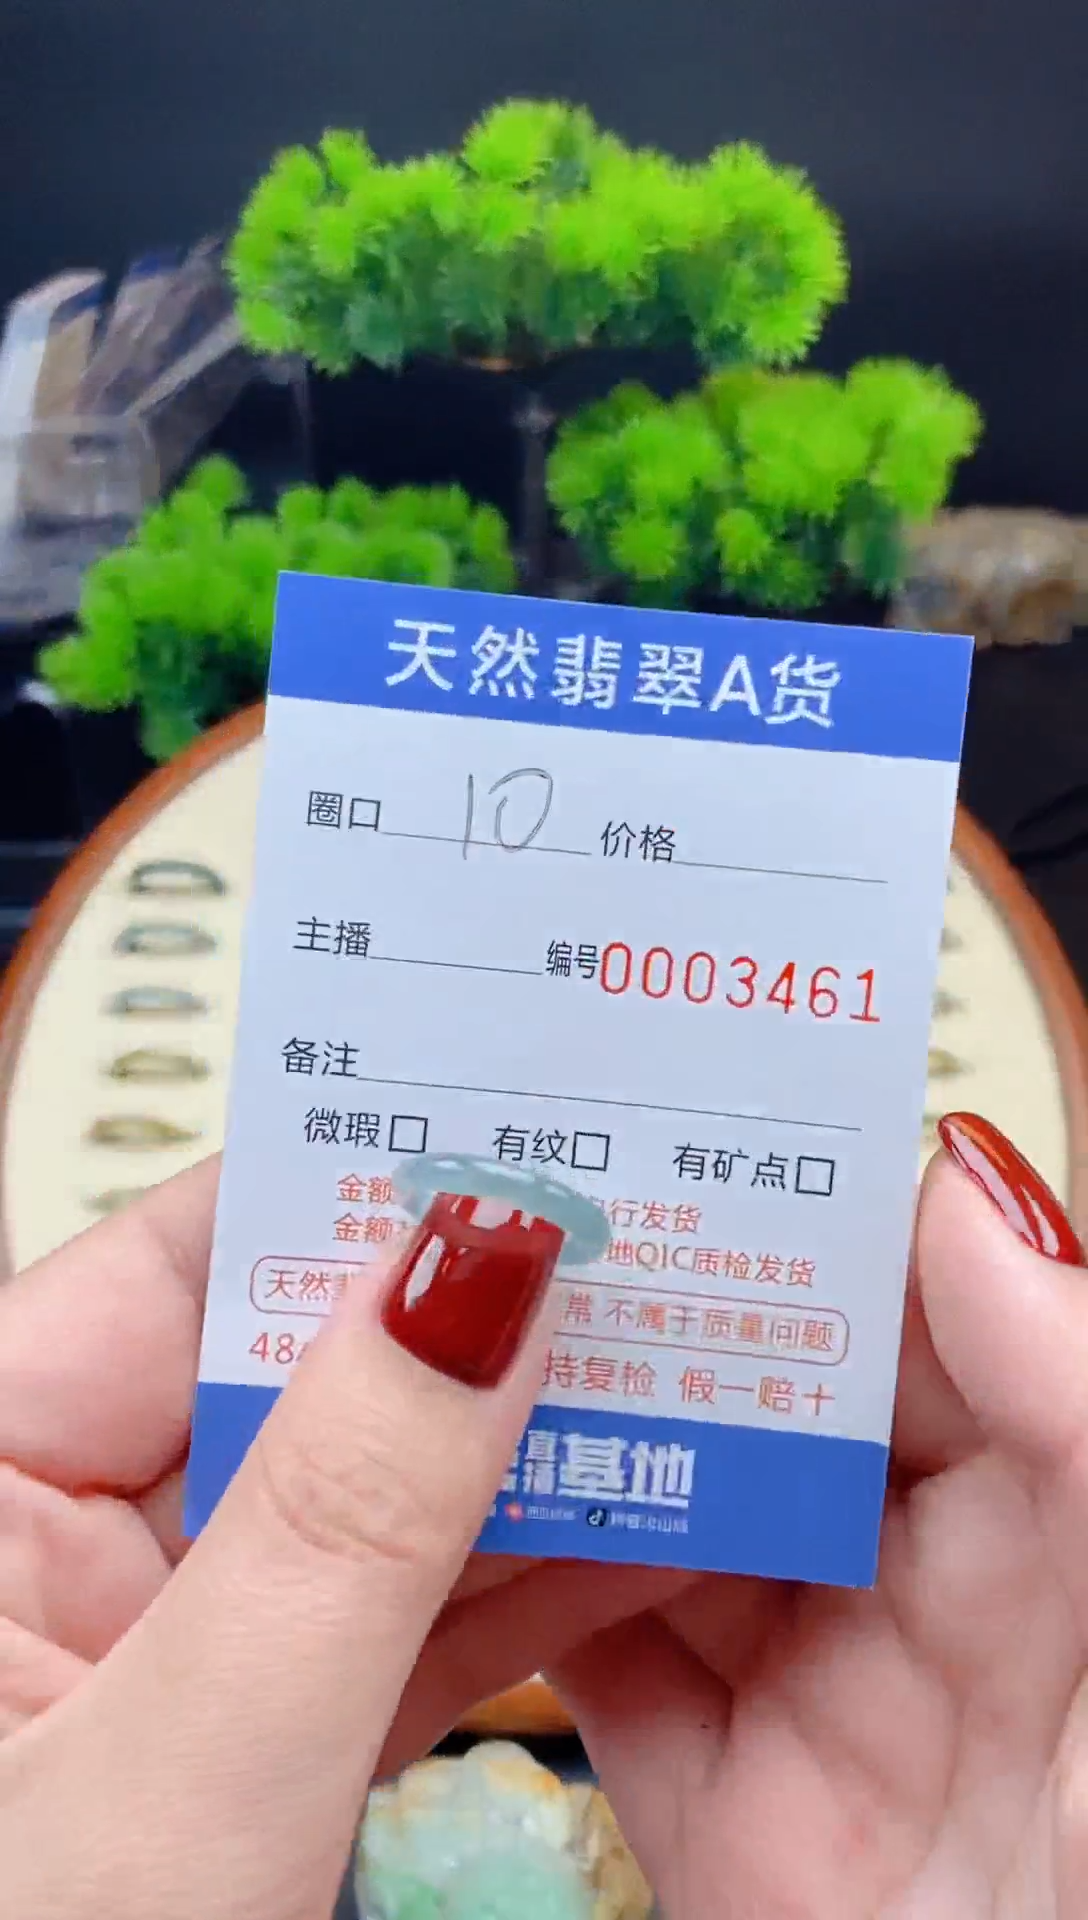 天然翡翠A货
圈口 10 价格
主播 编号0003461
备注
微瑕□ 有纹□ 有矿点□
金额 行发货
金额 地QIC质检发货
天然 常 不属于质量问题
48 持复检 假一赔十
直播基地